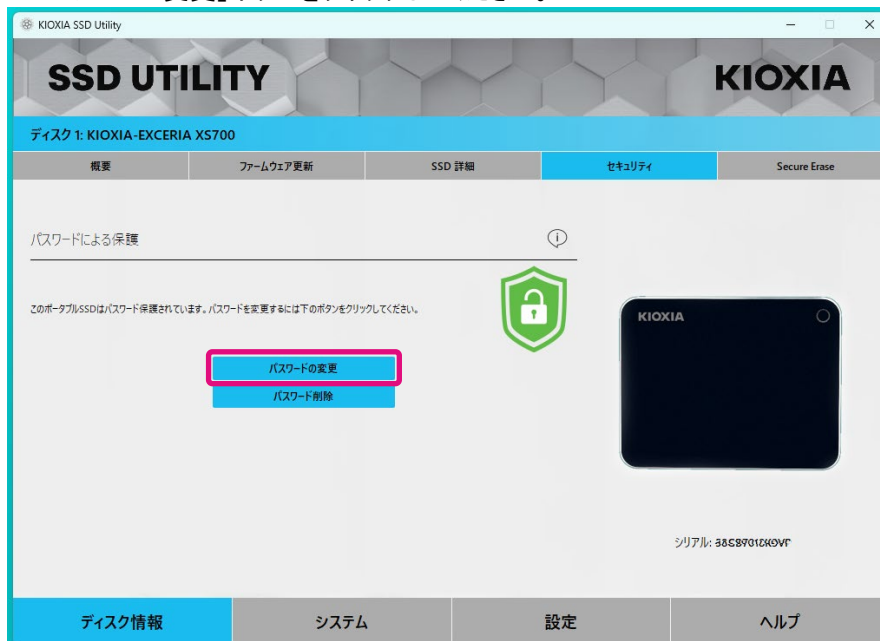 KIOXIA SSD Utility
SSD UTILITY
KIOXIA
ディスク 1: KIOXIA-EXCERIA XS700
概要
ファームウェア更新
SSD 詳細
セキュリティ
Secure Erase
パスワードによる保護
このポータブルSSDはパスワード保護されています。パスワードを変更するには下のボタンをクリックしてください。
パスワードの変更
パスワード削除
KIOXIA
シリアル:
ディスク情報
システム
設定
ヘルプ